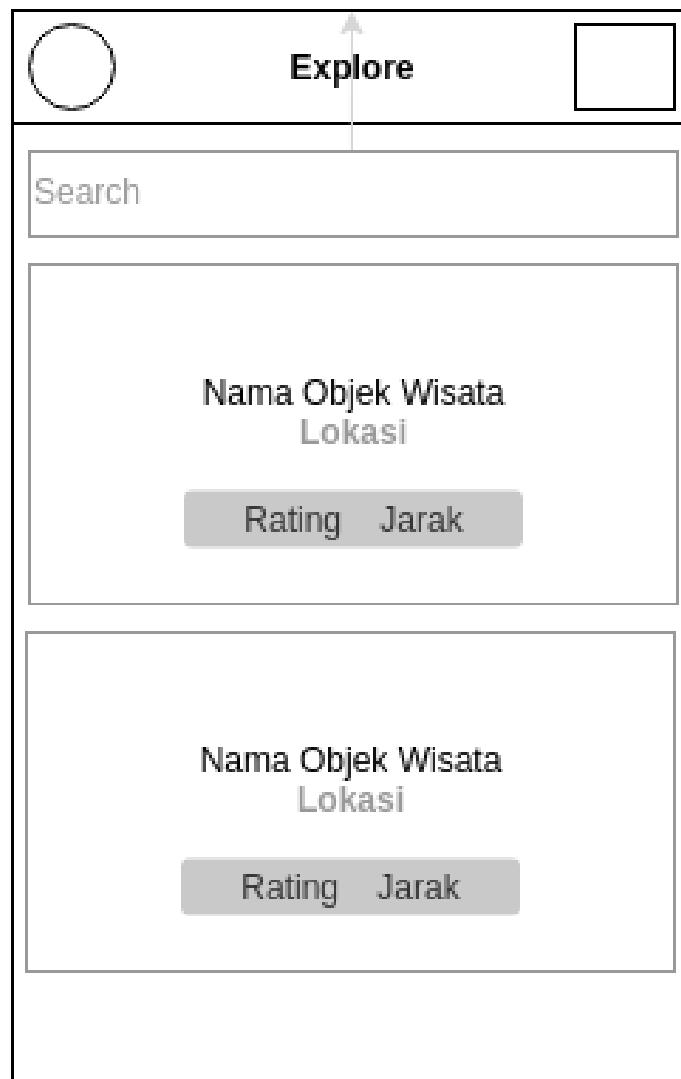 Explore
Search
Nama Objek Wisata
Lokasi
Rating Jarak
Nama Objek Wisata
Lokasi
Rating Jarak